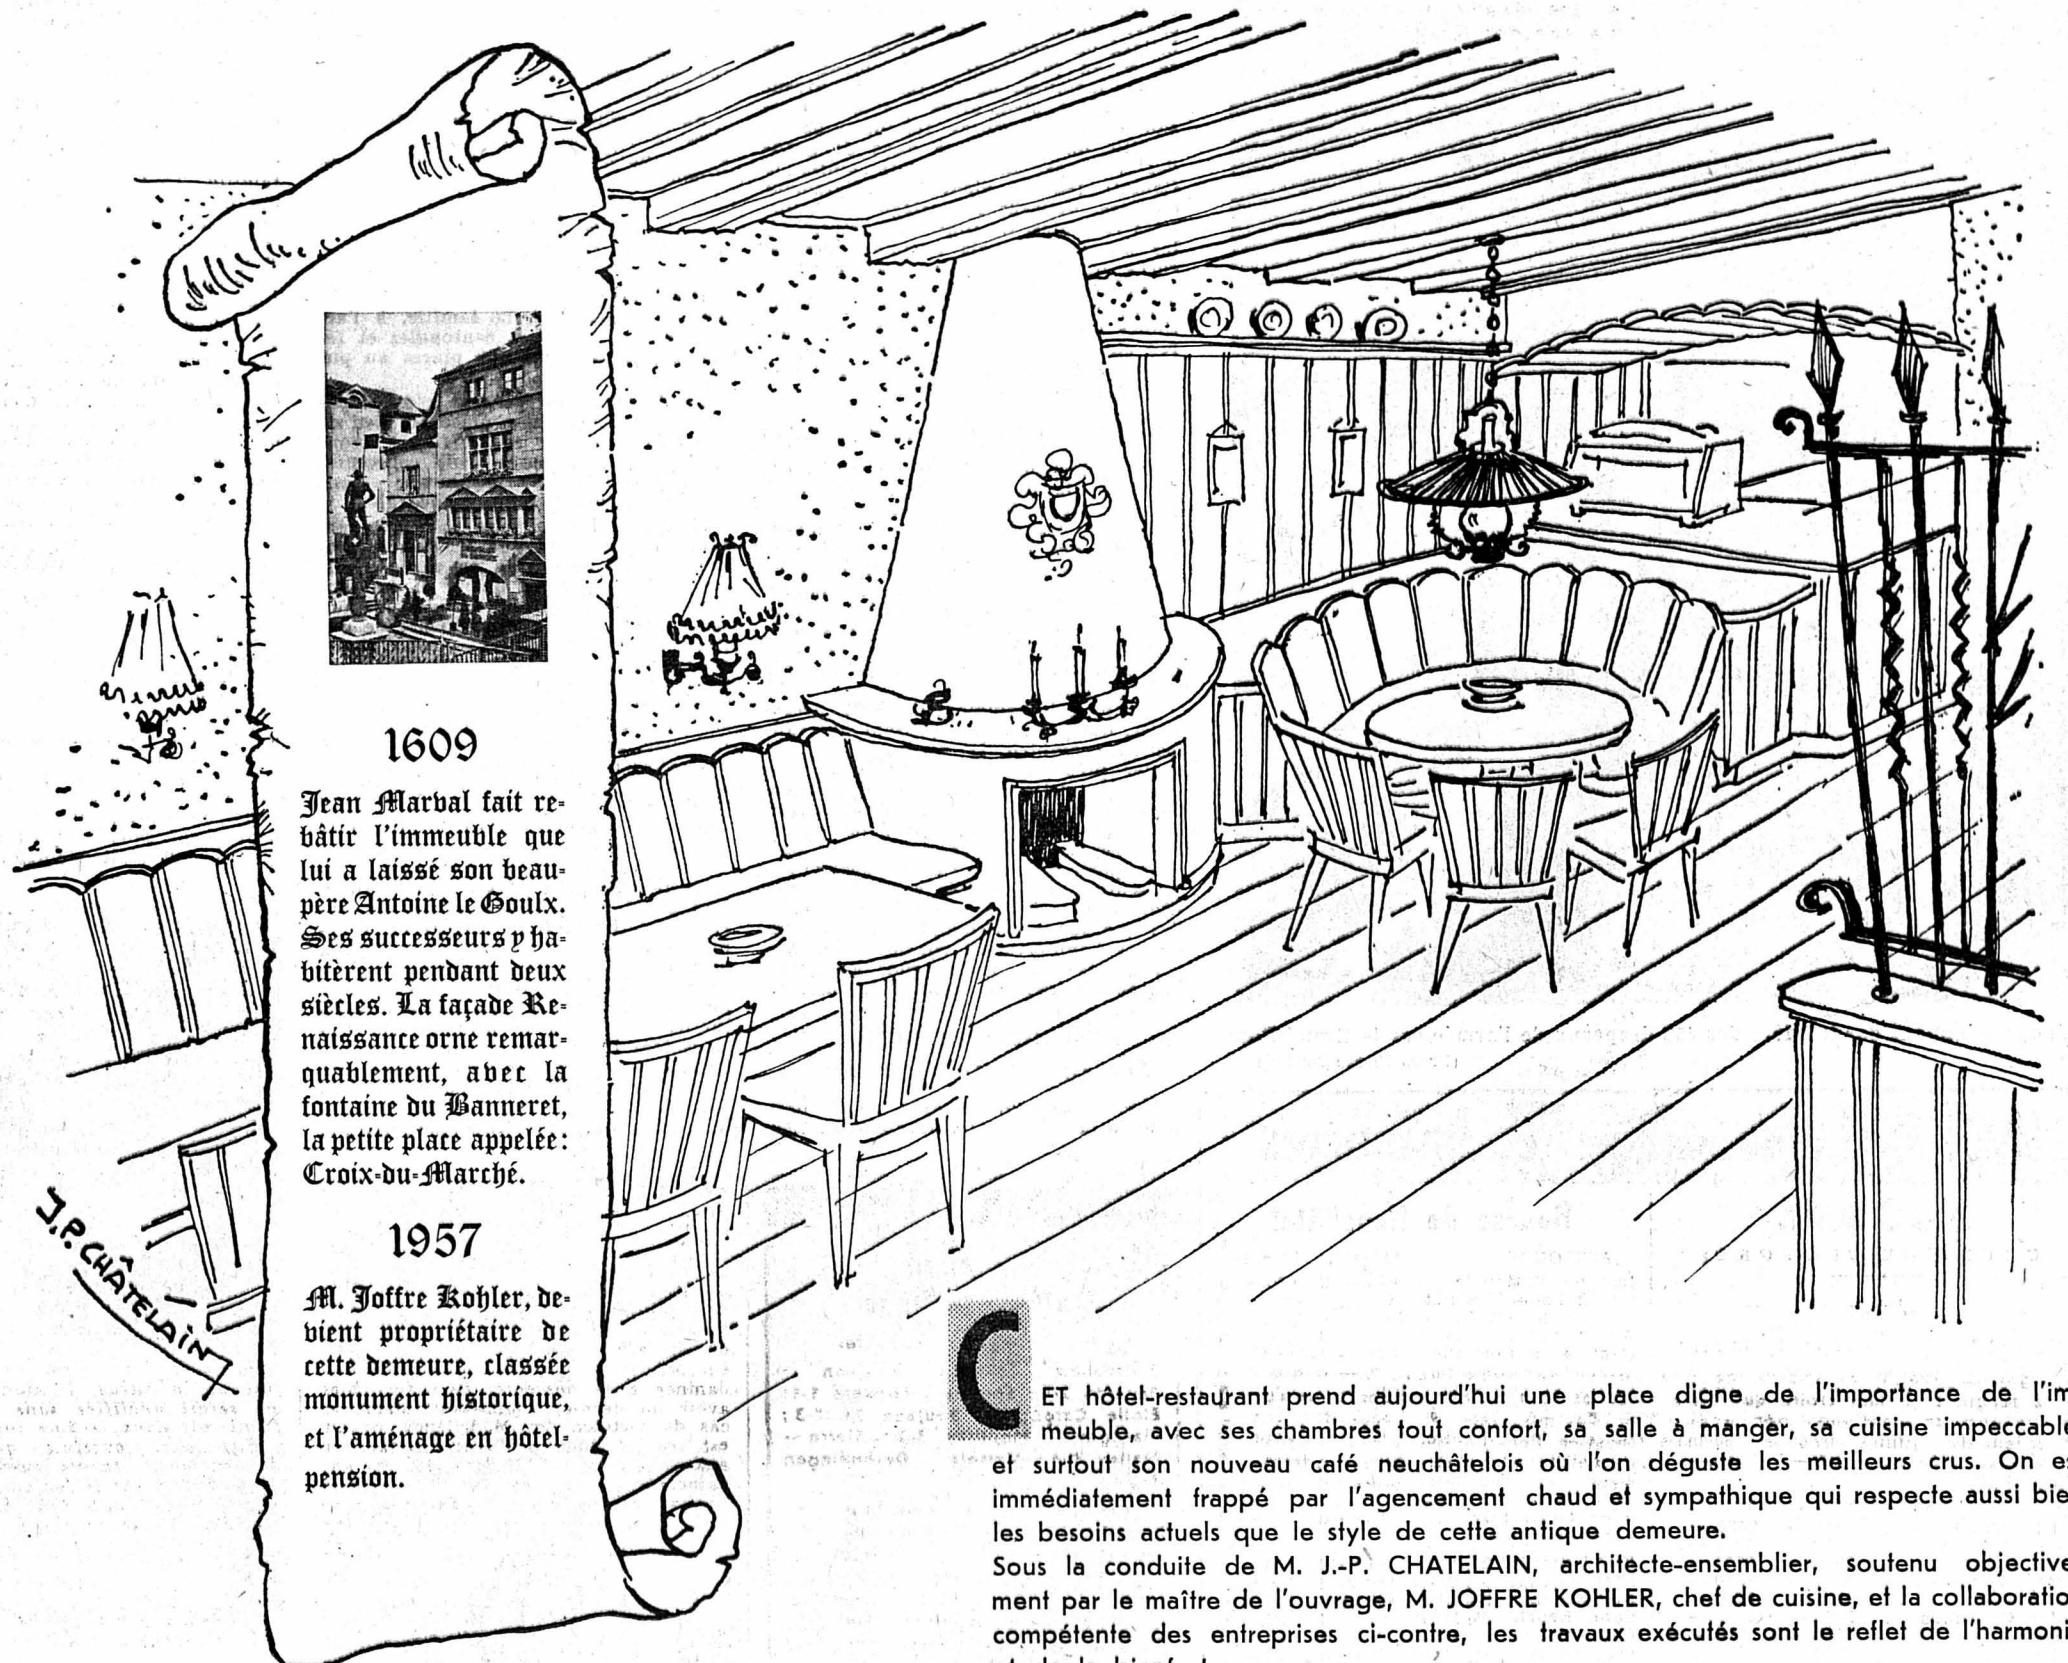 1609
Jean Marval fait re-
bâtir l'immeuble que
lui a laissé son beau-
père Antoine le Goulx.
Ses successeurs y ha-
bitèrent pendant deux
siècles. La façade Re-
naissance orne remar-
quablement, avec la
fontaine du Banneret,
la petite place appelée:
Croix-du-Marché.
1957
M. Joffre Kohler, de-
vient propriétaire de
cette demeure, classée
monument historique,
et l'aménage en hôtel-
pension.
J.P. CHÂTELAIN
CET hôtel-restaurant prend aujourd'hui une place digne de l'importance de l'im
meuble, avec ses chambres tout confort, sa salle à manger, sa cuisine impeccable
et surtout son nouveau café neuchâtelois où l'on déguste les meilleurs crus. On es
immédiatement frappé par l'agencement chaud et sympathique qui respecte aussi bie
les besoins actuels que le style de cette antique demeure.
Sous la conduite de M. J.-P. CHATELAIN, architecte-ensemblier, soutenu objective
ment par le maître de l'ouvrage, M. JOFFRE KOHLER, chef de cuisine, et la collaboratio
compétente des entreprises ci-contre, les travaux exécutés sont le reflet de l'harmoni